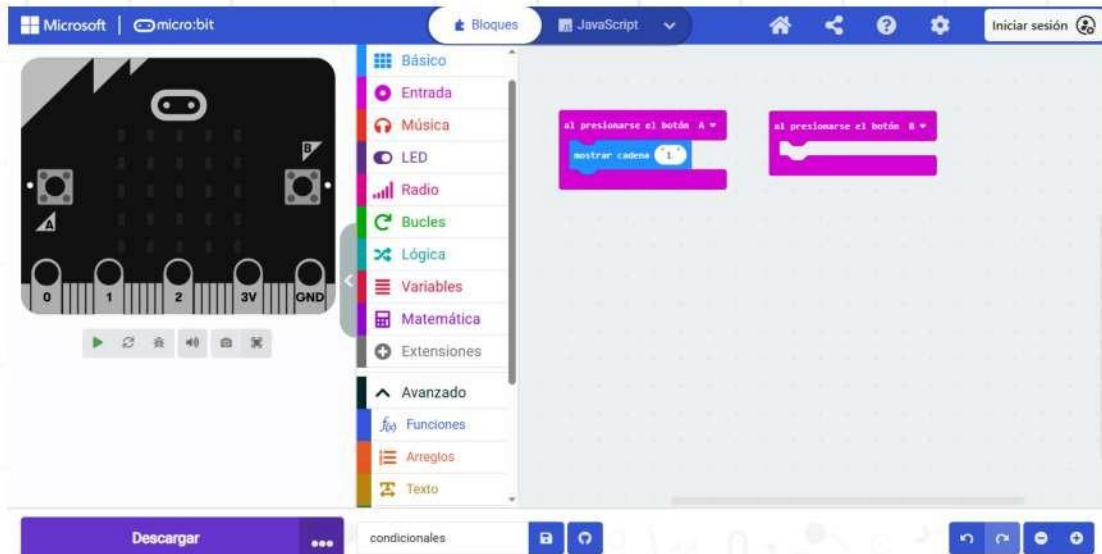 Microsoft | micro:bit
Bloques
JavaScript
Iniciar sesión
B
A
0 1 2 3V GND
Básico
Entrada
Música
LED
Radio
Bucles
Lógica
Variables
Matemática
Extensiones
Avanzado
f(x) Funciones
Arreglos
Texto
al presionarse el botón A
mostrar cadena " 1 "
al presionarse el botón B
Descargar
condicionales